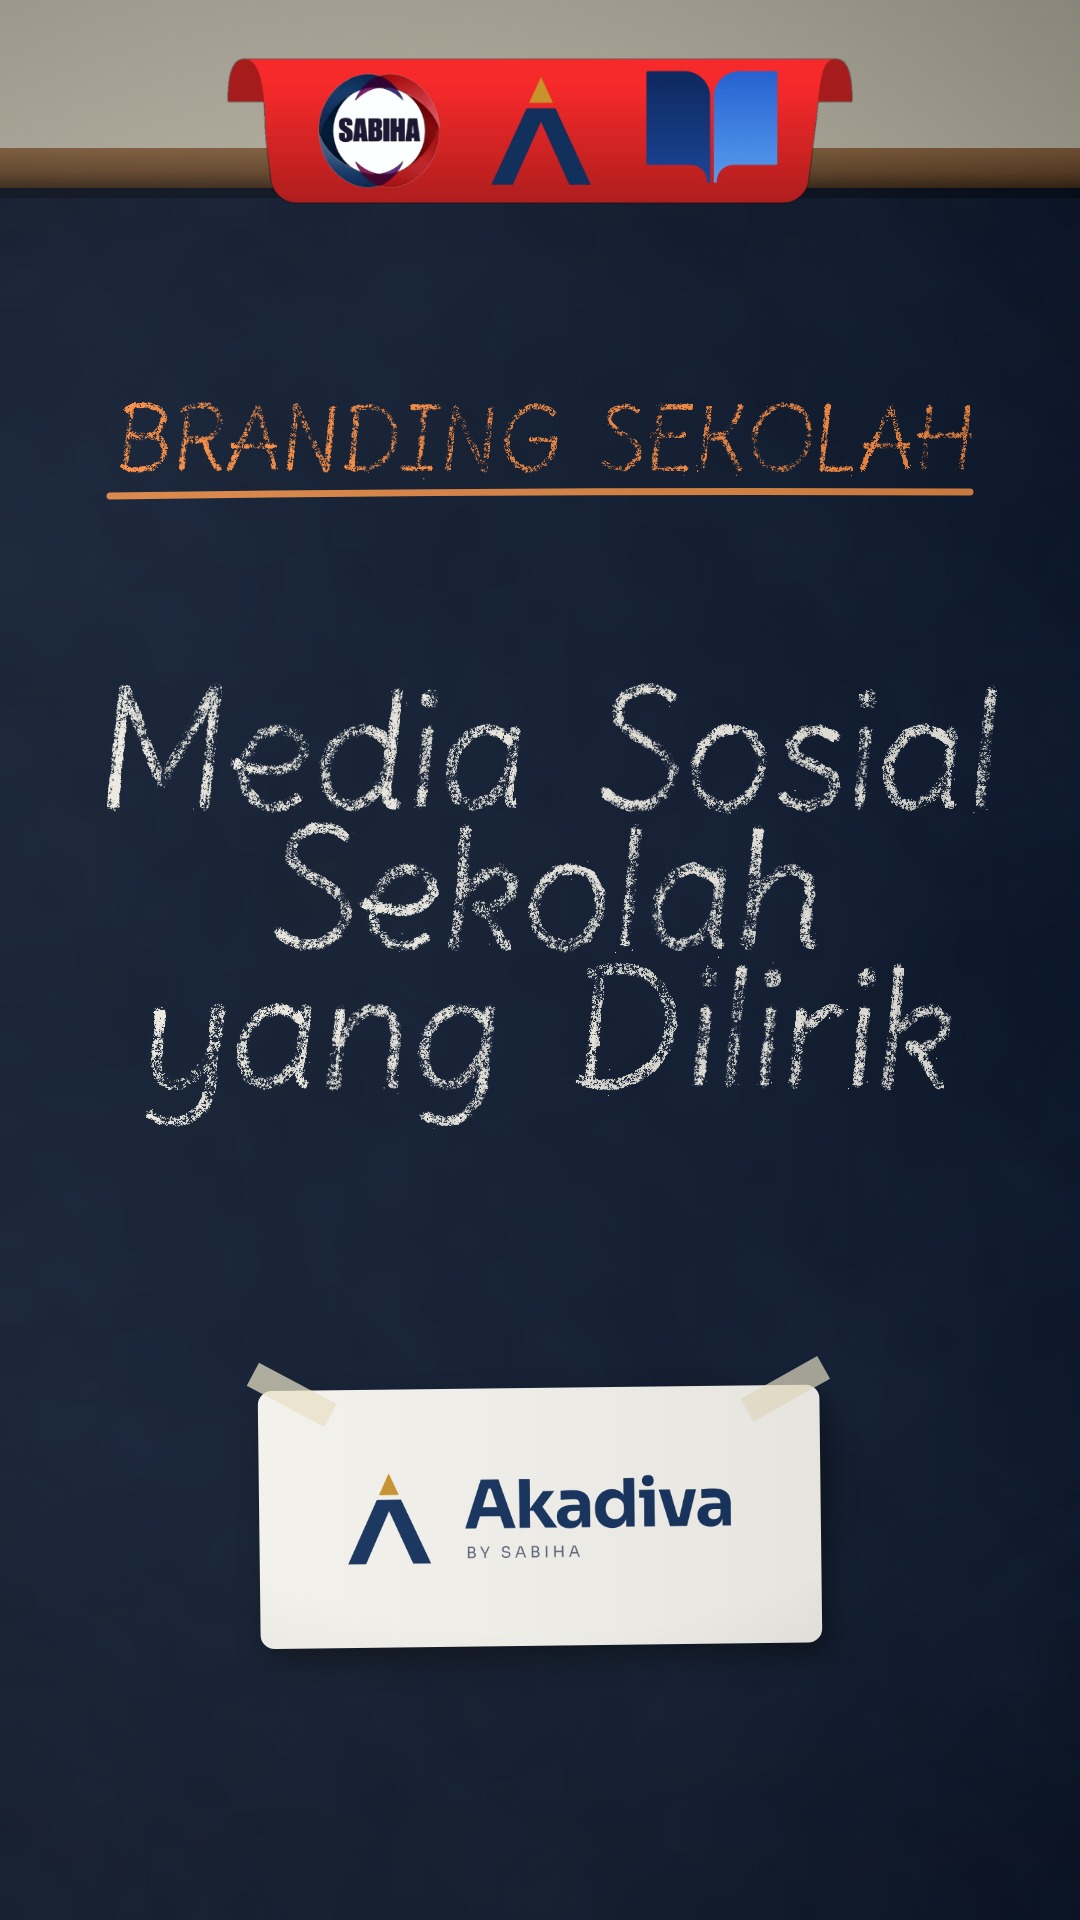 SABIHA
BRANDING SEKOLAH
Media Sosial
Sekolah
yang Dilirik
Akadiva
BY SABIHA